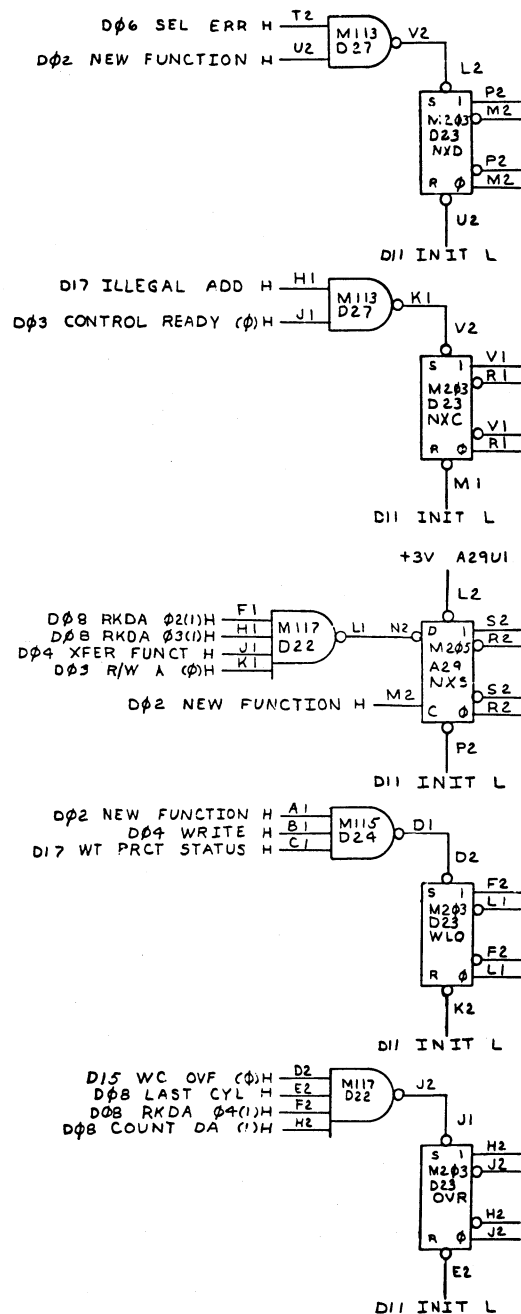 T2
DØ6 SEL ERR H
M113
D27
V2
U2
DØ2 NEW FUNCTION H
L2
S 1
P2
M2
M2Ø3
D23
NXD
P2
M2
R Ø
U2
D11 INIT L
H1
D17 ILLEGAL ADD H
M113
D27
K1
J1
DØ3 CONTROL READY (Ø)H
V2
S 1
V1
R1
M2Ø3
D23
NXC
V1
R1
R Ø
M1
D11 INIT L
+3V A29U1
L2
F1
DØ8 RKDA Ø2(1)H
H1
DØ8 RKDA Ø3(1)H
J1
DØ4 XFER FUNCT H
K1
DØ3 R/W A (Ø)H
M117
D22
L1
N2
D 1
S2
R2
M2Ø5
A29
NXS
S2
R2
C Ø
M2
DØ2 NEW FUNCTION H
P2
D11 INIT L
A1
DØ2 NEW FUNCTION H
B1
DØ4 WRITE H
C1
D17 WT PRCT STATUS H
M115
D24
D1
D2
S 1
F2
L1
M2Ø3
D23
WLO
F2
L1
R Ø
K2
D11 INIT L
D2
D15 WC OVF (Ø)H
E2
DØ8 LAST CYL H
F2
DØ8 RKDA Ø4(1)H
H2
DØ8 COUNT DA (1)H
M117
D22
J2
J1
S 1
H2
J2
M2Ø3
D23
OVR
H2
J2
R Ø
E2
D11 INIT L